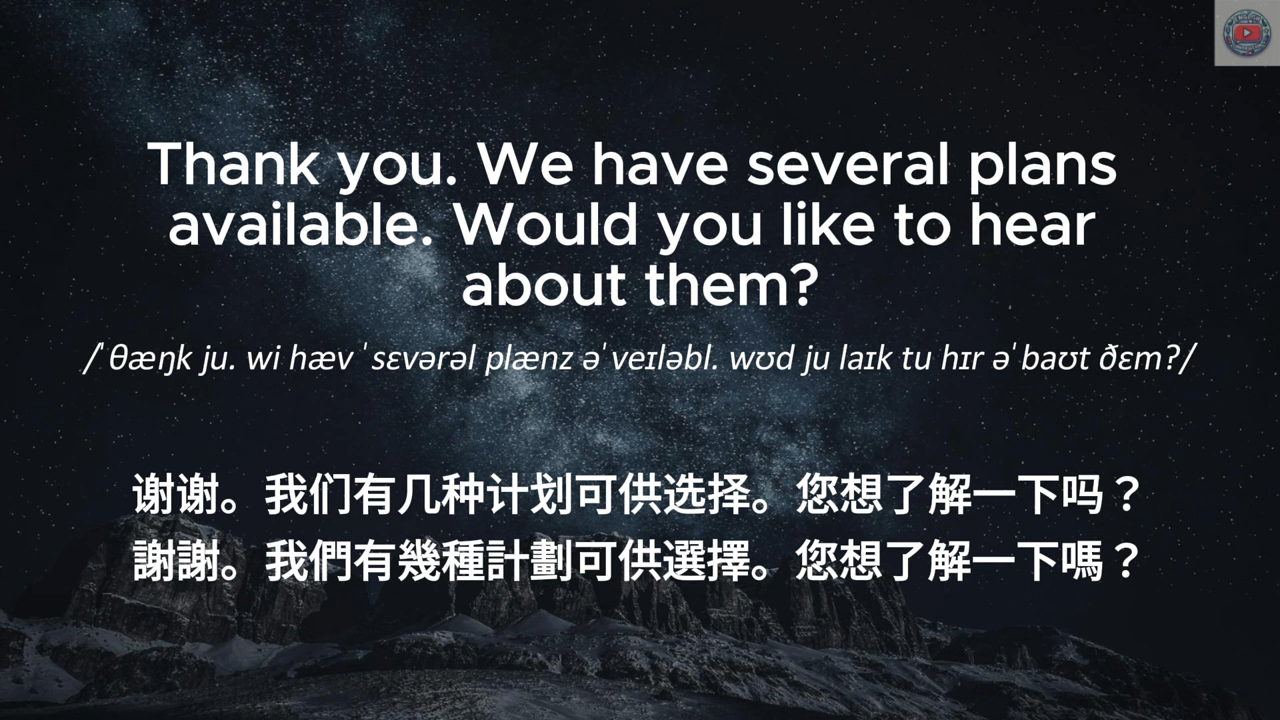 Thank you. We have several plans
available. Would you like to hear
about them?
/ˈθæŋk ju. wi hæv ˈsɛvərəl plænz əˈveɪləbl. wʊd ju laɪk tu hɪr əˈbaʊt ðɛm?/
谢谢。我们有几种计划可供选择。您想了解一下吗？
謝謝。我們有幾種計劃可供選擇。您想了解一下嗎？